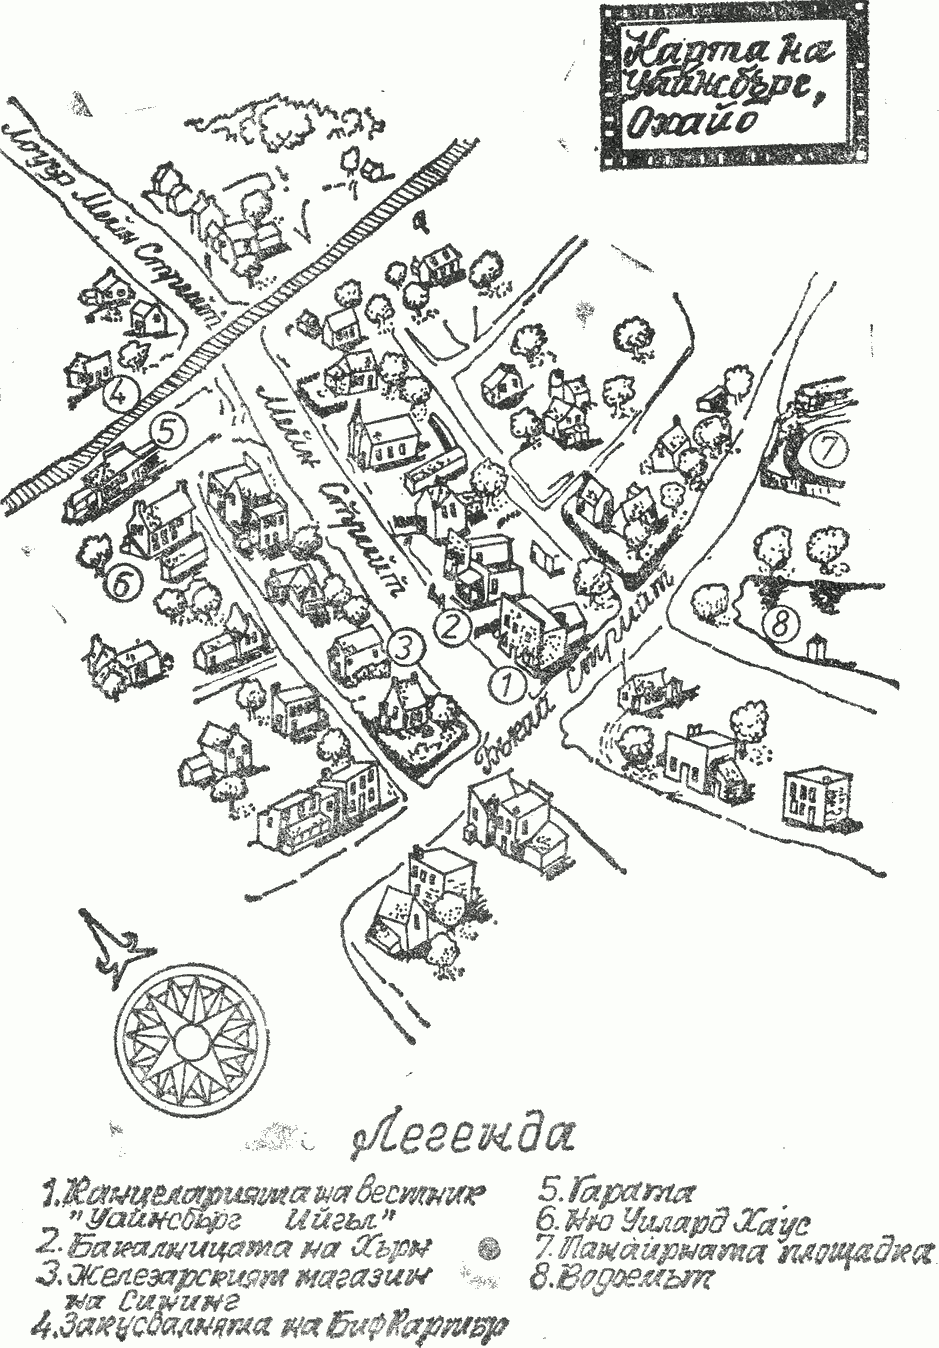 Карта на
Уайнсбърг,
Охайо
Лоуър Мейн Стрийт
Мейн Стрийт
Бъкай стрийт
4
5
7
6
8
3
2
1
Легенда
1. Канцеларията на вестник
"Уайнсбърг Ийгъл"
2. Бакалницата на Хърн
3. Железарският магазин
на Сининг
4. Закусвалнята на Биф Картър
5. Гарата
6. Ню Уилард Хаус
7. Панаирната площадка
8. Водоемът